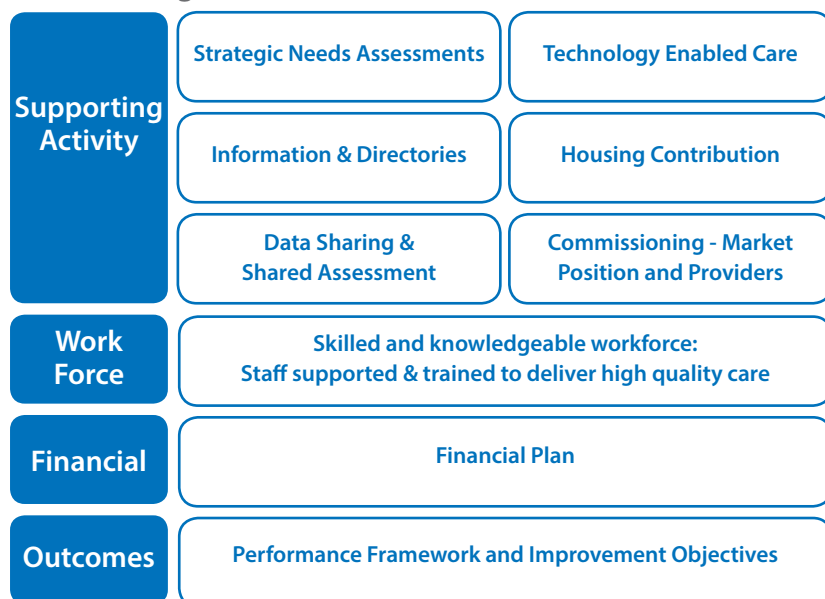 Supporting
Activity
Strategic Needs Assessments
Technology Enabled Care
Information & Directories
Housing Contribution
Data Sharing &
Shared Assessment
Commissioning - Market
Position and Providers
Work
Force
Skilled and knowledgeable workforce:
Staff supported & trained to deliver high quality care
Financial
Financial Plan
Outcomes
Performance Framework and Improvement Objectives